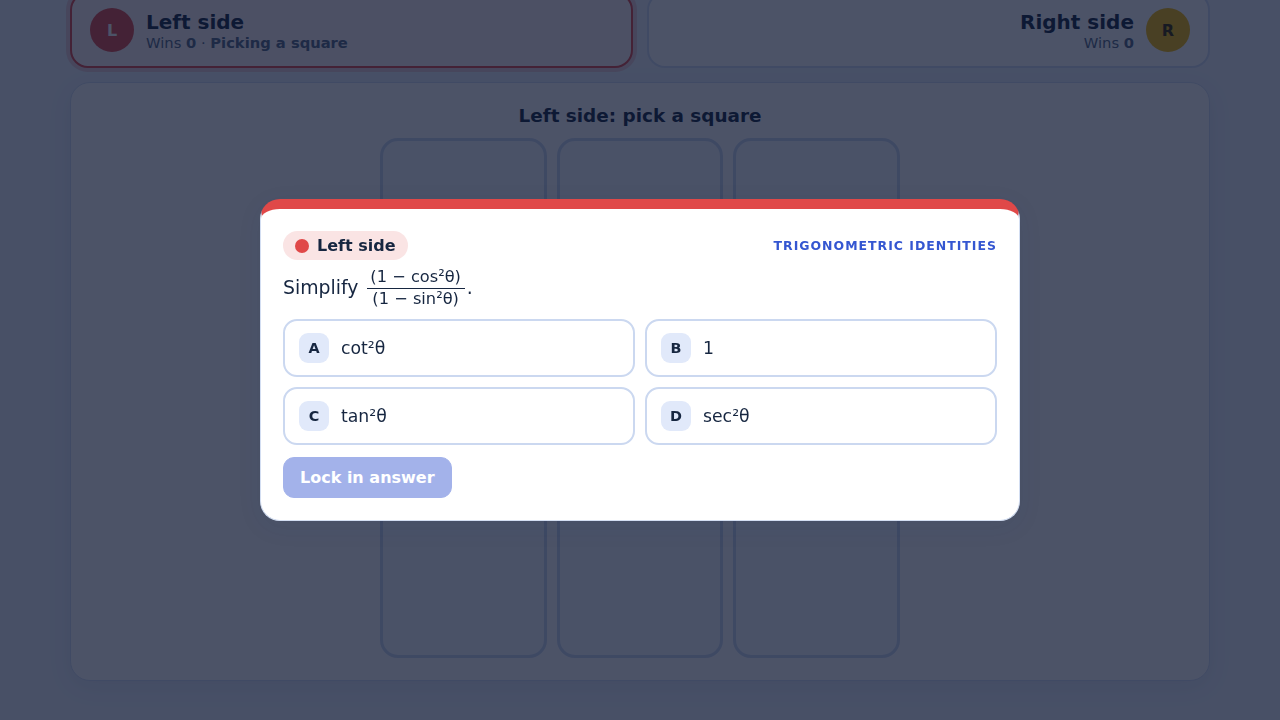 L
Left side
Wins 0 · Picking a square
Right side
Wins 0
R
Left side: pick a square
Left side
TRIGONOMETRIC IDENTITIES
Simplify (1 − cos²θ)/(1 − sin²θ).
A cot²θ
B 1
C tan²θ
D sec²θ
Lock in answer